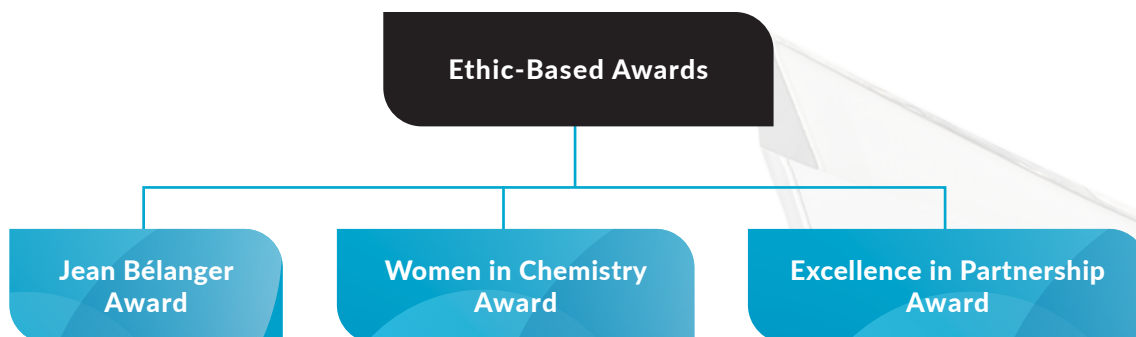 Ethic-Based Awards
Jean Bélanger
Award
Women in Chemistry
Award
Excellence in Partnership
Award